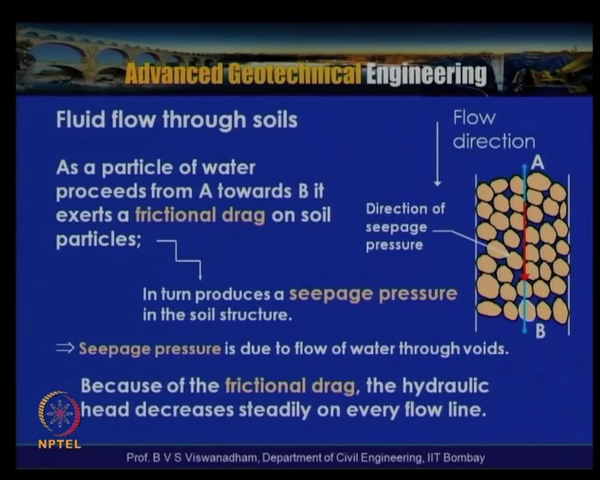 Advanced Geotechnical Engineering
Fluid flow through soils
Flow
direction
As a particle of water
proceeds from A towards B it
exerts a frictional drag on soil
particles;
A
Direction of
seepage
pressure
In turn produces a seepage pressure
in the soil structure.
B
⇒ Seepage pressure is due to flow of water through voids.
Because of the frictional drag, the hydraulic
head decreases steadily on every flow line.
NPTEL
Prof. B V S Viswanadham, Department of Civil Engineering, IIT Bombay